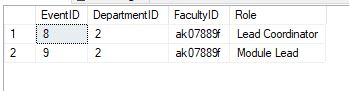 EventID DepartmentID FacultyID Role
1 8 2 ak07889f Lead Coordinator
2 9 2 ak07889f Module Lead